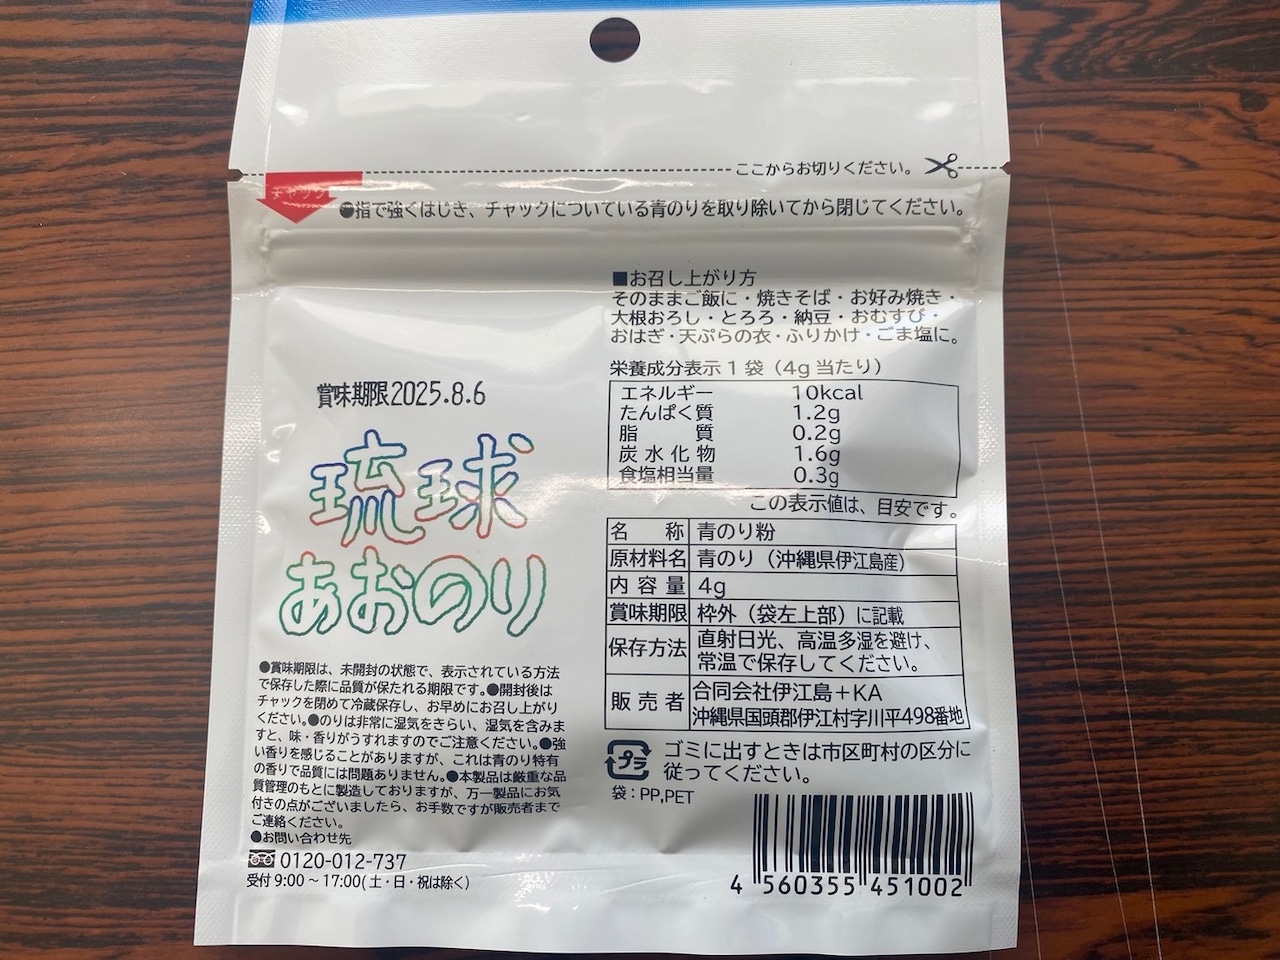 ここからお切りください。
チャック
●指で強くはじき、チャックについている青のりを取り除いてから閉じてください。
■お召し上がり方
そのままご飯に・焼きそば・お好み焼き・
大根おろし・とろろ・納豆・おむすび・
おはぎ・天ぷらの衣・ふりかけ・ごま塩に。
栄養成分表示1袋(4g当たり)
エネルギー 10kcal
たんぱく質 1.2g
脂質 0.2g
炭水化物 1.6g
食塩相当量 0.3g
この表示値は、目安です。
名称 青のり粉
原材料名 青のり(沖縄県伊江島産)
内容量 4g
賞味期限 枠外(袋左上部)に記載
保存方法 直射日光、高温多湿を避け、
常温で保存してください。
販売者 合同会社伊江島+KA
沖縄県国頭郡伊江村字川平498番地
プラ
ゴミに出すときは市区町村の区分に
従ってください。
袋:PP,PET
4 560355 451002
賞味期限2025.8.6
琉球
あおのり
●賞味期限は、未開封の状態で、表示されている方法
で保存した際に品質が保たれる期限です。●開封後は
チャックを閉めて冷蔵保存し、お早めにお召し上がり
ください。●のりは非常に湿気をきらい、湿気を含みま
すと、味・香りがうすれますのでご注意ください。●強
い香りを感じることがありますが、これは青のり特有
の香りで品質には問題ありません。●本製品は厳重な品
質管理のもとに製造しておりますが、万一製品にお気
付きの点がございましたら、お手数ですが販売者まで
ご連絡ください。
●お問い合わせ先
0120-012-737
受付 9:00～17:00(土・日・祝は除く)